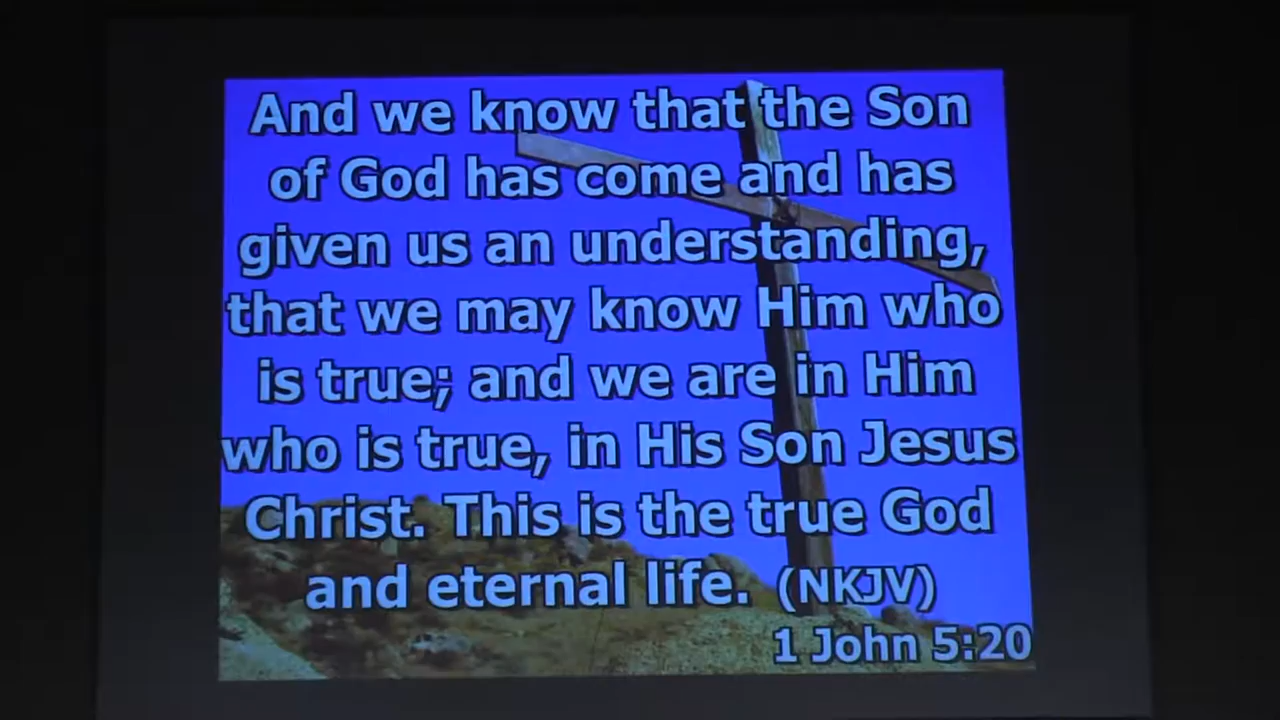 And we know that the Son
of God has come and has
given us an understanding,
that we may know Him who
is true; and we are in Him
who is true, in His Son Jesus
Christ. This is the true God
and eternal life. (NKJV)
1 John 5:20